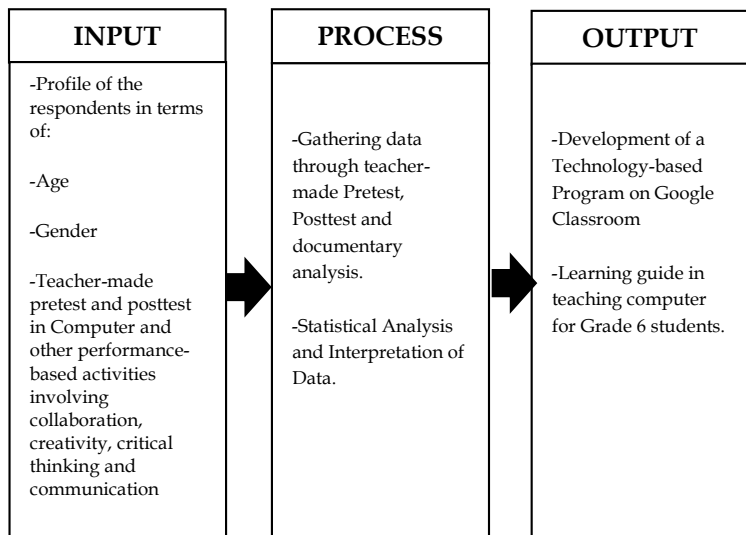 INPUT
-Profile of the
respondents in terms
of:
-Age
-Gender
-Teacher-made
pretest and posttest
in Computer and
other performance-
based activities
involving
collaboration,
creativity, critical
thinking and
communication
PROCESS
-Gathering data
through teacher-
made Pretest,
Posttest and
documentary
analysis.
-Statistical Analysis
and Interpretation of
Data.
OUTPUT
-Development of a
Technology-based
Program on Google
Classroom
-Learning guide in
teaching computer
for Grade 6 students.